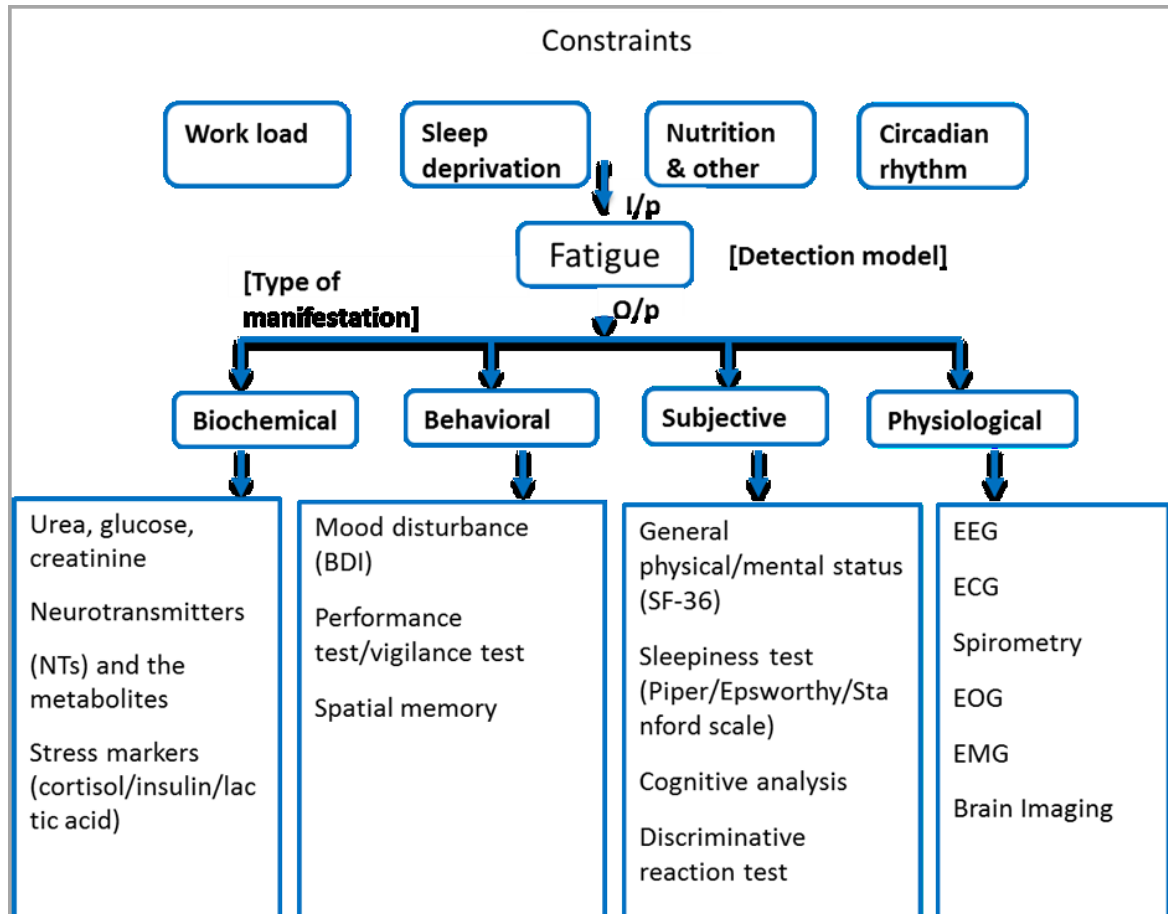 Constraints
Work load
Sleep
deprivation
Nutrition
& other
Circadian
rhythm
I/p
Fatigue
[Detection model]
[Type of
manifestation]
O/p
Biochemical
Behavioral
Subjective
Physiological
Urea, glucose,
creatinine
Neurotransmitters
(NTs) and the
metabolites
Stress markers
(cortisol/insulin/lac
tic acid)
Mood disturbance
(BDI)
Performance
test/vigilance test
Spatial memory
General
physical/mental status
(SF-36)
Sleepiness test
(Piper/Epsworthy/Sta
nford scale)
Cognitive analysis
Discriminative
reaction test
EEG
ECG
Spirometry
EOG
EMG
Brain Imaging